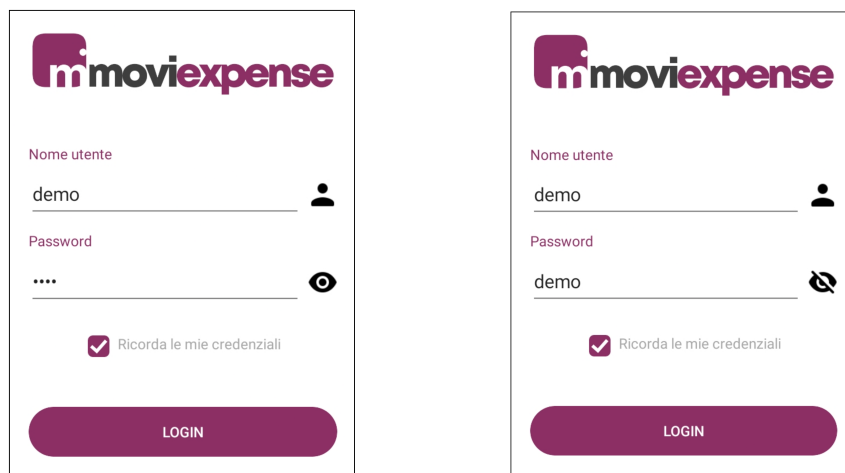 moviexpense
Nome utente
demo
Password
••••
Ricorda le mie credenziali
LOGIN
moviexpense
Nome utente
demo
Password
demo
Ricorda le mie credenziali
LOGIN